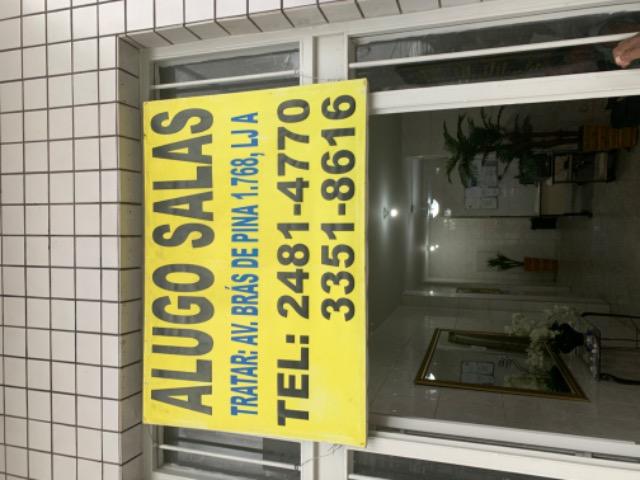 ALUGO SALAS
TRATAR: AV. BRÁS DE PINA 1.768, LJ A
TEL: 2481-4770
3351-8616